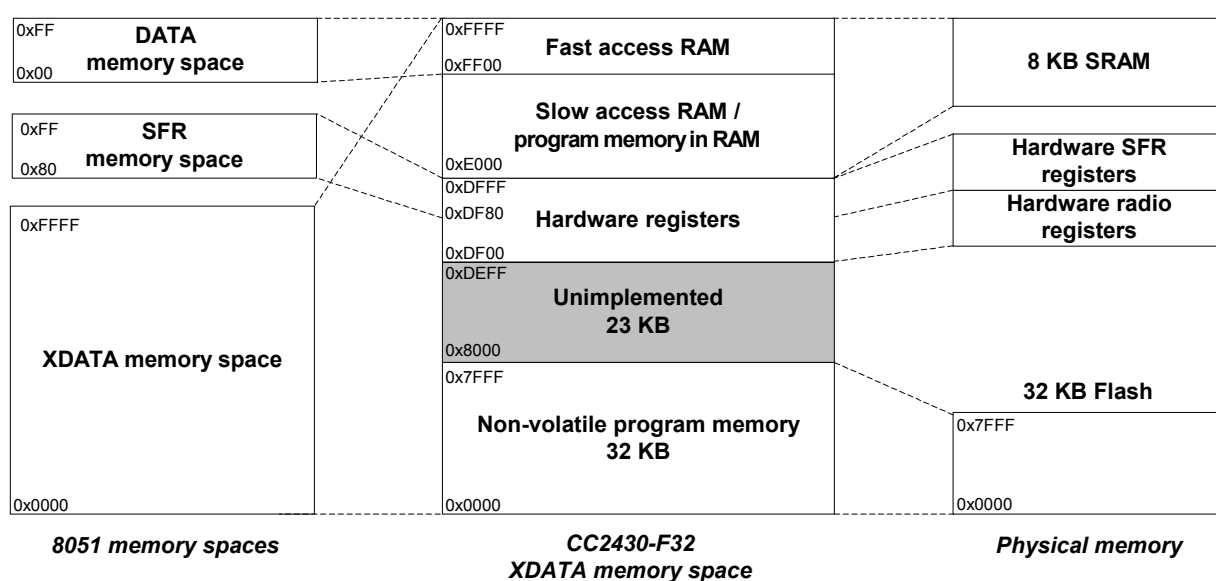 0xFF
DATA
memory space
0x00
0xFF
SFR
memory space
0x80
0xFFFF
XDATA memory space
0x0000
8051 memory spaces
0xFFFF
Fast access RAM
0xFF00
Slow access RAM /
program memory in RAM
0xE000
0xDFFF
0xDF80
Hardware registers
0xDF00
0xDEFF
Unimplemented
23 KB
0x8000
0x7FFF
Non-volatile program memory
32 KB
0x0000
CC2430-F32
XDATA memory space
8 KB SRAM
Hardware SFR
registers
Hardware radio
registers
32 KB Flash
0x7FFF
0x0000
Physical memory